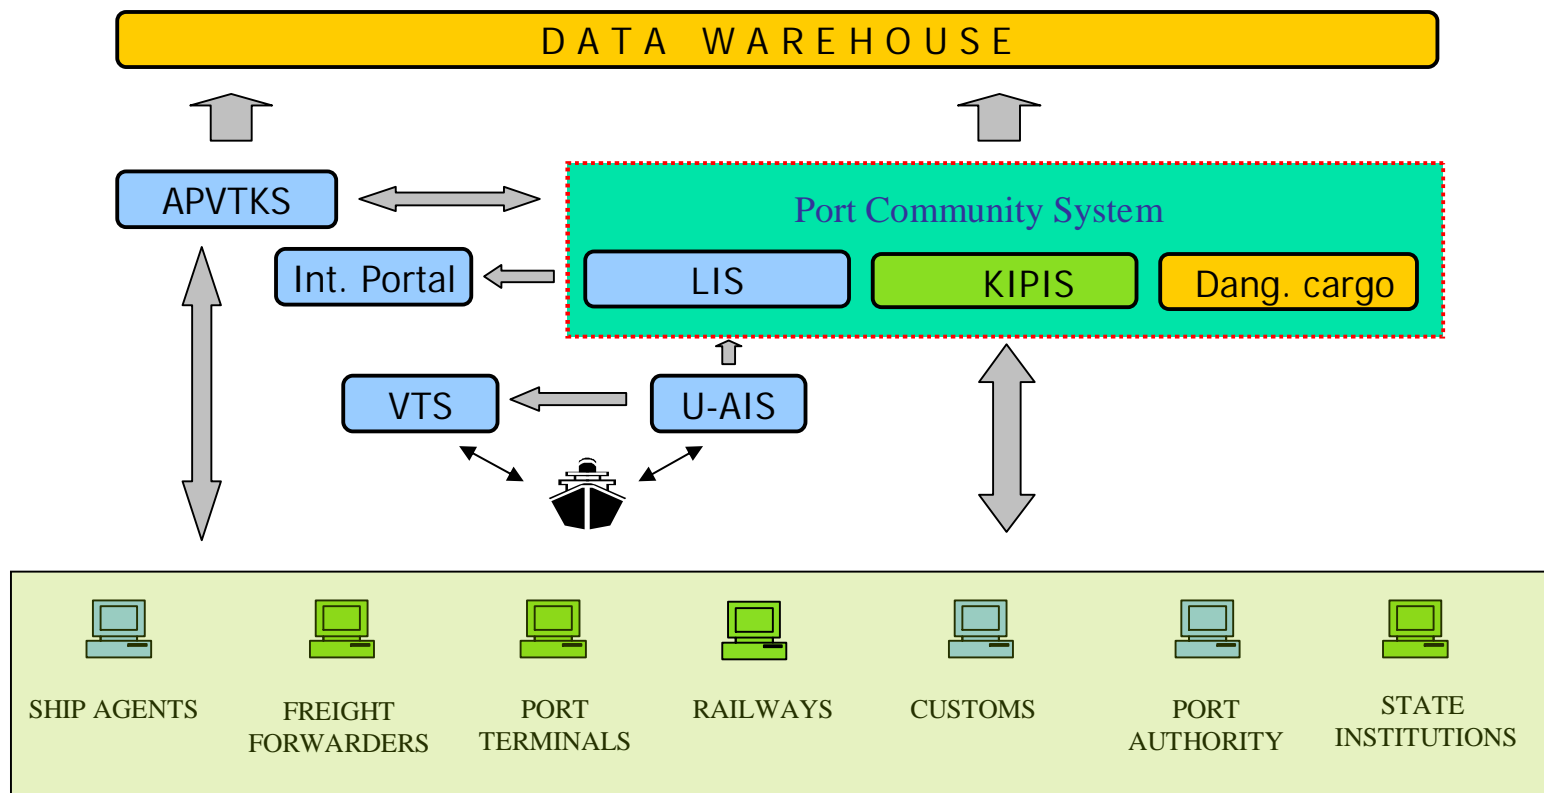 DATA WAREHOUSE
APVTKS
Port Community System
Int. Portal
LIS
KIPIS
Dang. cargo
VTS
U-AIS
SHIP AGENTS
FREIGHT
FORWARDERS
PORT
TERMINALS
RAILWAYS
CUSTOMS
PORT
AUTHORITY
STATE
INSTITUTIONS